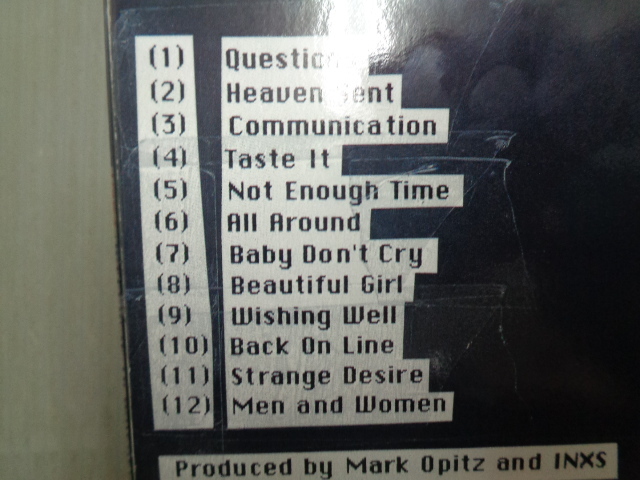 (1) Questions
(2) Heaven Sent
(3) Communication
(4) Taste It
(5) Not Enough Time
(6) All Around
(7) Baby Don't Cry
(8) Beautiful Girl
(9) Wishing Well
(10) Back On Line
(11) Strange Desire
(12) Men and Women
Produced by Mark Opitz and INXS